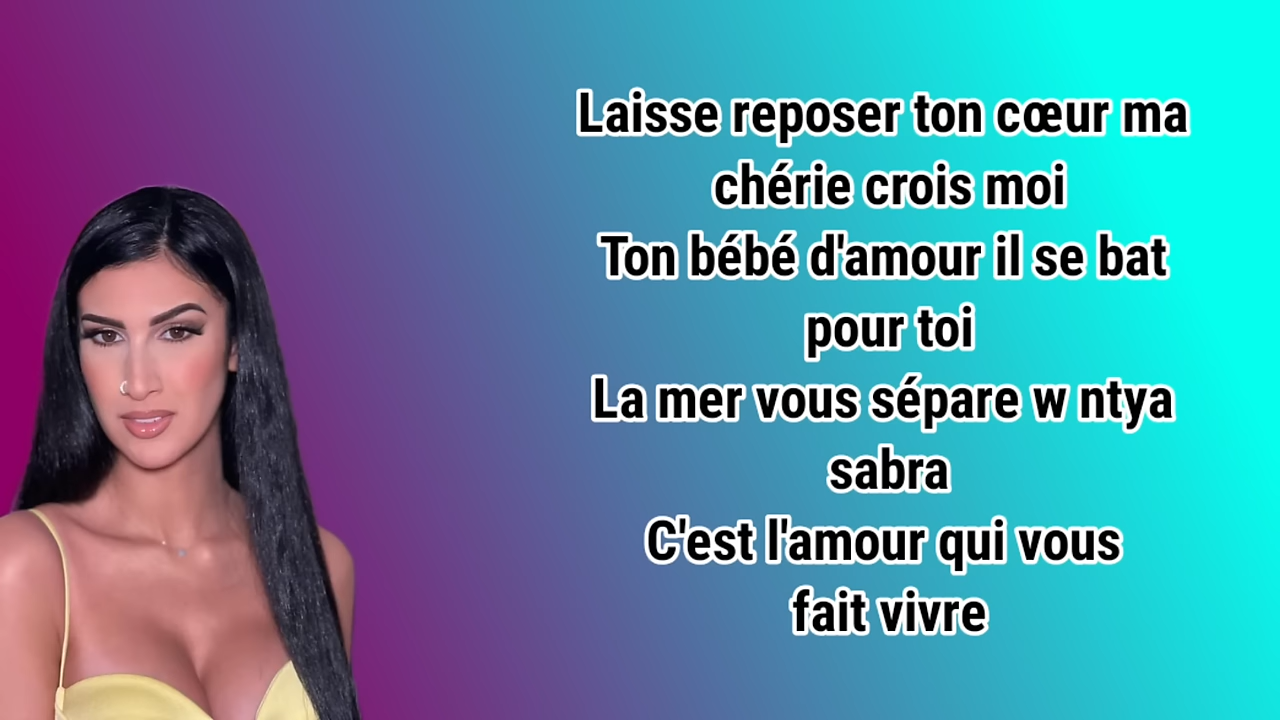 Laisse reposer ton cœur ma
chérie crois moi
Ton bébé d'amour il se bat
pour toi
La mer vous sépare w ntya
sabra
C'est l'amour qui vous
fait vivre